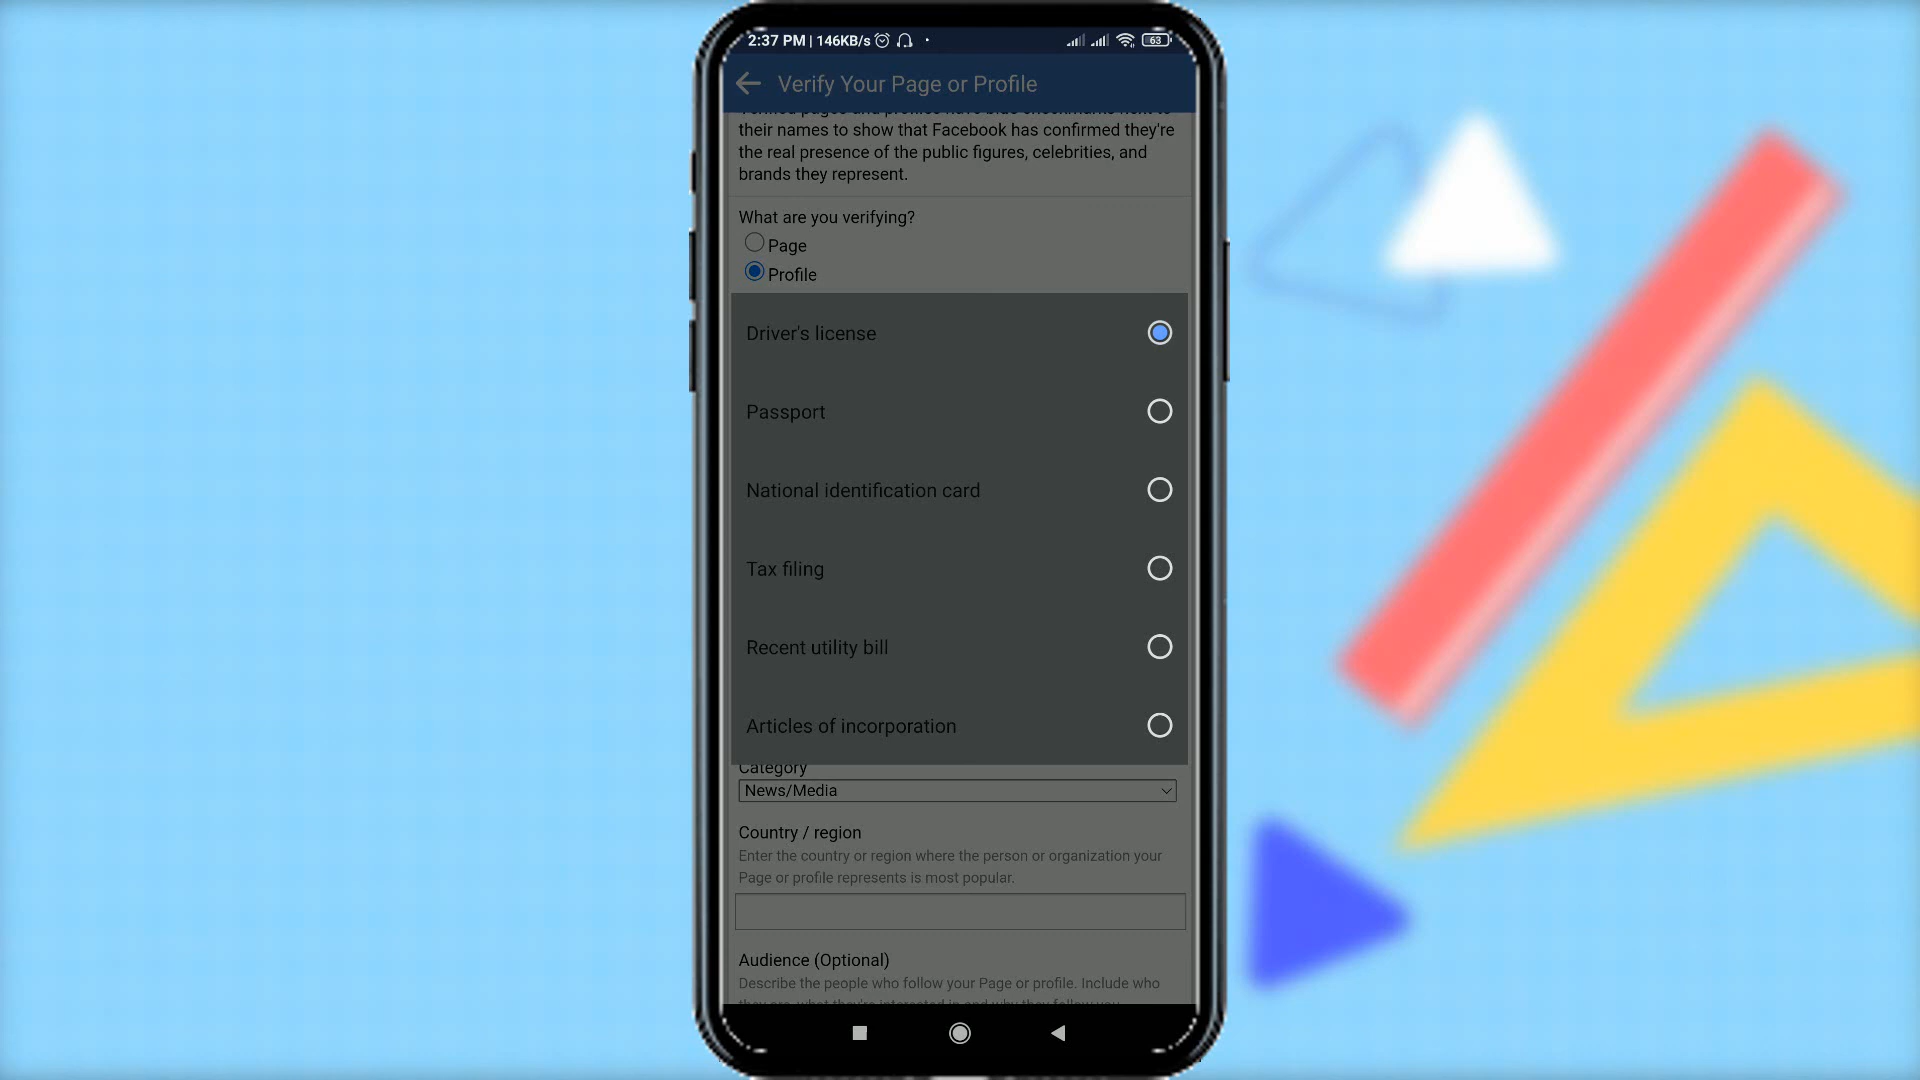 2:37 PM | 146KB/s
63
Verify Your Page or Profile
their names to show that Facebook has confirmed they're
the real presence of the public figures, celebrities, and
brands they represent.
What are you verifying?
Page
Profile
Driver's license
Passport
National identification card
Tax filing
Recent utility bill
Articles of incorporation
Category
News/Media
Country / region
Enter the country or region where the person or organization your
Page or profile represents is most popular.
Audience (Optional)
Describe the people who follow your Page or profile. Include who